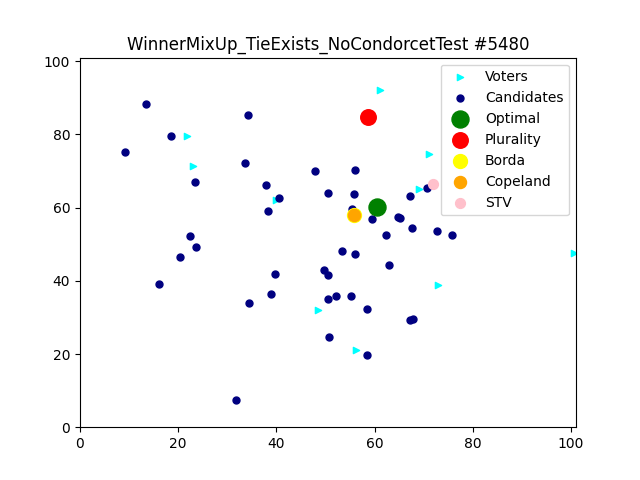 WinnerMixUp_TieExists_NoCondorcetTest #5480
100
80
60
40
20
0
0 20 40 60 80 100
Voters
Candidates
Optimal
Plurality
Borda
Copeland
STV